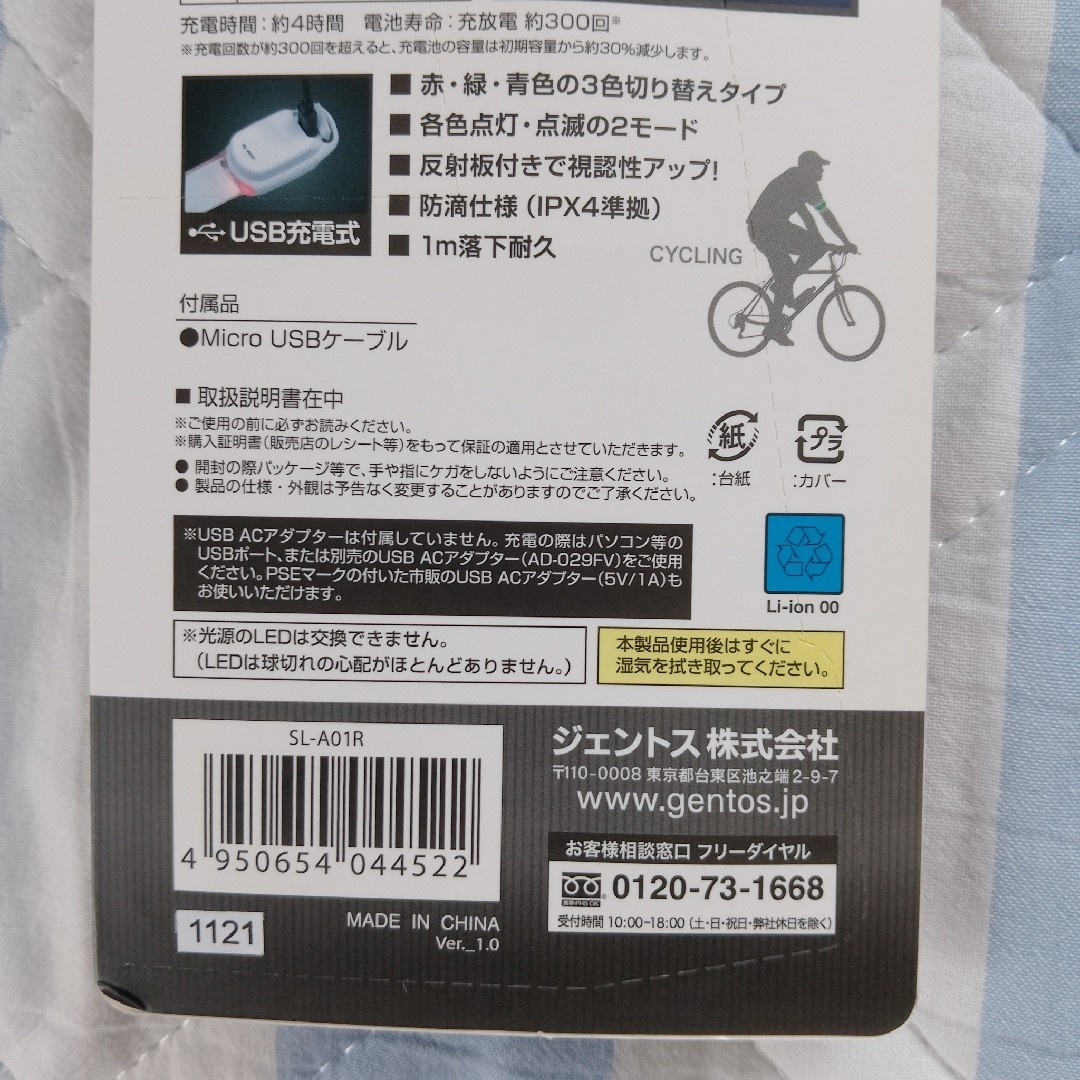 充電時間:約4時間 電池寿命:充放電 約300回※
※充電回数が約300回を超えると、充電池の容量は初期容量から約30%減少します。
■ 赤・緑・青色の3色切り替えタイプ
■ 各色点灯・点滅の2モード
■ 反射板付きで視認性アップ!
■ 防滴仕様(IPX4準拠)
■ 1m落下耐久
USB充電式
CYCLING
付属品
●Micro USBケーブル
■ 取扱説明書在中
※ご使用の前に必ずお読みください。
※購入証明書(販売店のレシート等)をもって保証の適用とさせていただきます。
● 開封の際パッケージ等で、手や指にケガをしないようにご注意ください。
● 製品の仕様・外観は予告なく変更することがありますのでご了承ください。
紙
:台紙
プラ
:カバー
※USB ACアダプターは付属していません。充電の際はパソコン等の
USBポート、または別売のUSB ACアダプター(AD-029FV)をご使用
ください。PSEマークの付いた市販のUSB ACアダプター(5V/1A)も
お使いいただけます。
Li-ion 00
※光源のLEDは交換できません。
(LEDは球切れの心配がほとんどありません。)
本製品使用後はすぐに
湿気を拭き取ってください。
SL-A01R
4 950654 044522
1121
MADE IN CHINA
Ver._1.0
ジェントス株式会社
〒110-0008 東京都台東区池之端2-9-7
www.gentos.jp
お客様相談窓口 フリーダイヤル
0120-73-1668
受付時間 10:00~18:00(土・日・祝日・弊社休日を除く)